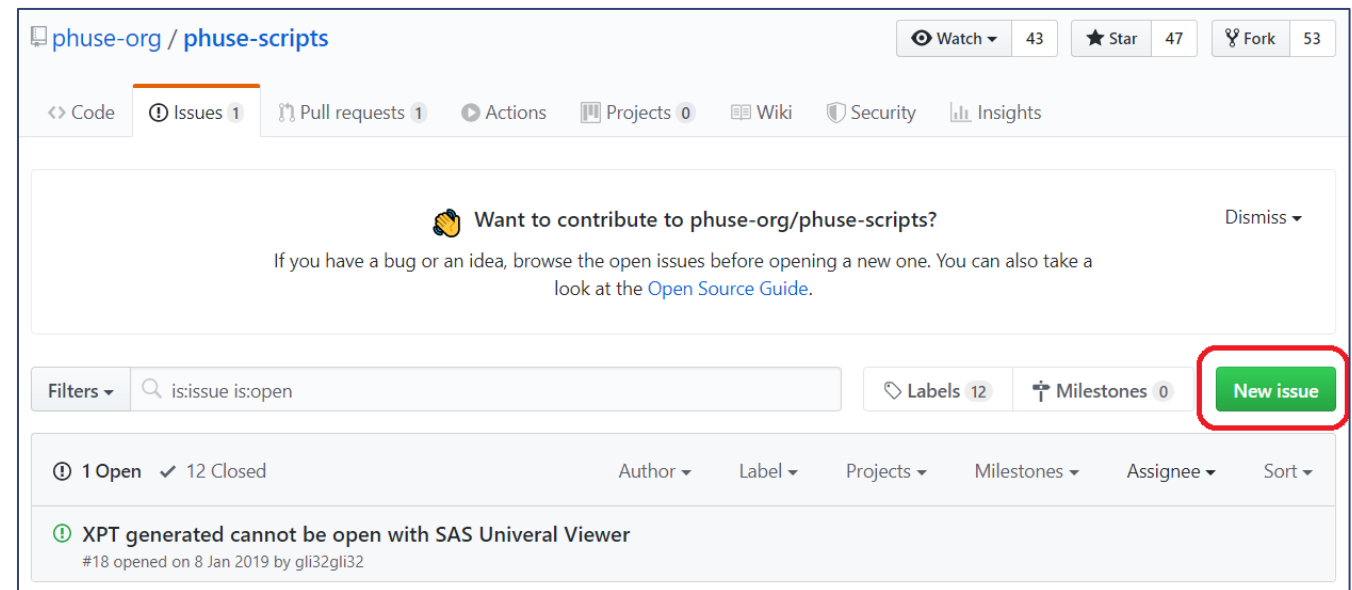 phuse-org / phuse-scripts
Watch 43 Star 47 Fork 53
Code Issues 1 Pull requests 1 Actions Projects 0 Wiki Security Insights
Want to contribute to phuse-org/phuse-scripts? Dismiss
If you have a bug or an idea, browse the open issues before opening a new one. You can also take a
look at the Open Source Guide.
Filters is:issue is:open Labels 12 Milestones 0 New issue
1 Open 12 Closed Author Label Projects Milestones Assignee Sort
XPT generated cannot be open with SAS Univeral Viewer
#18 opened on 8 Jan 2019 by gli32gli32